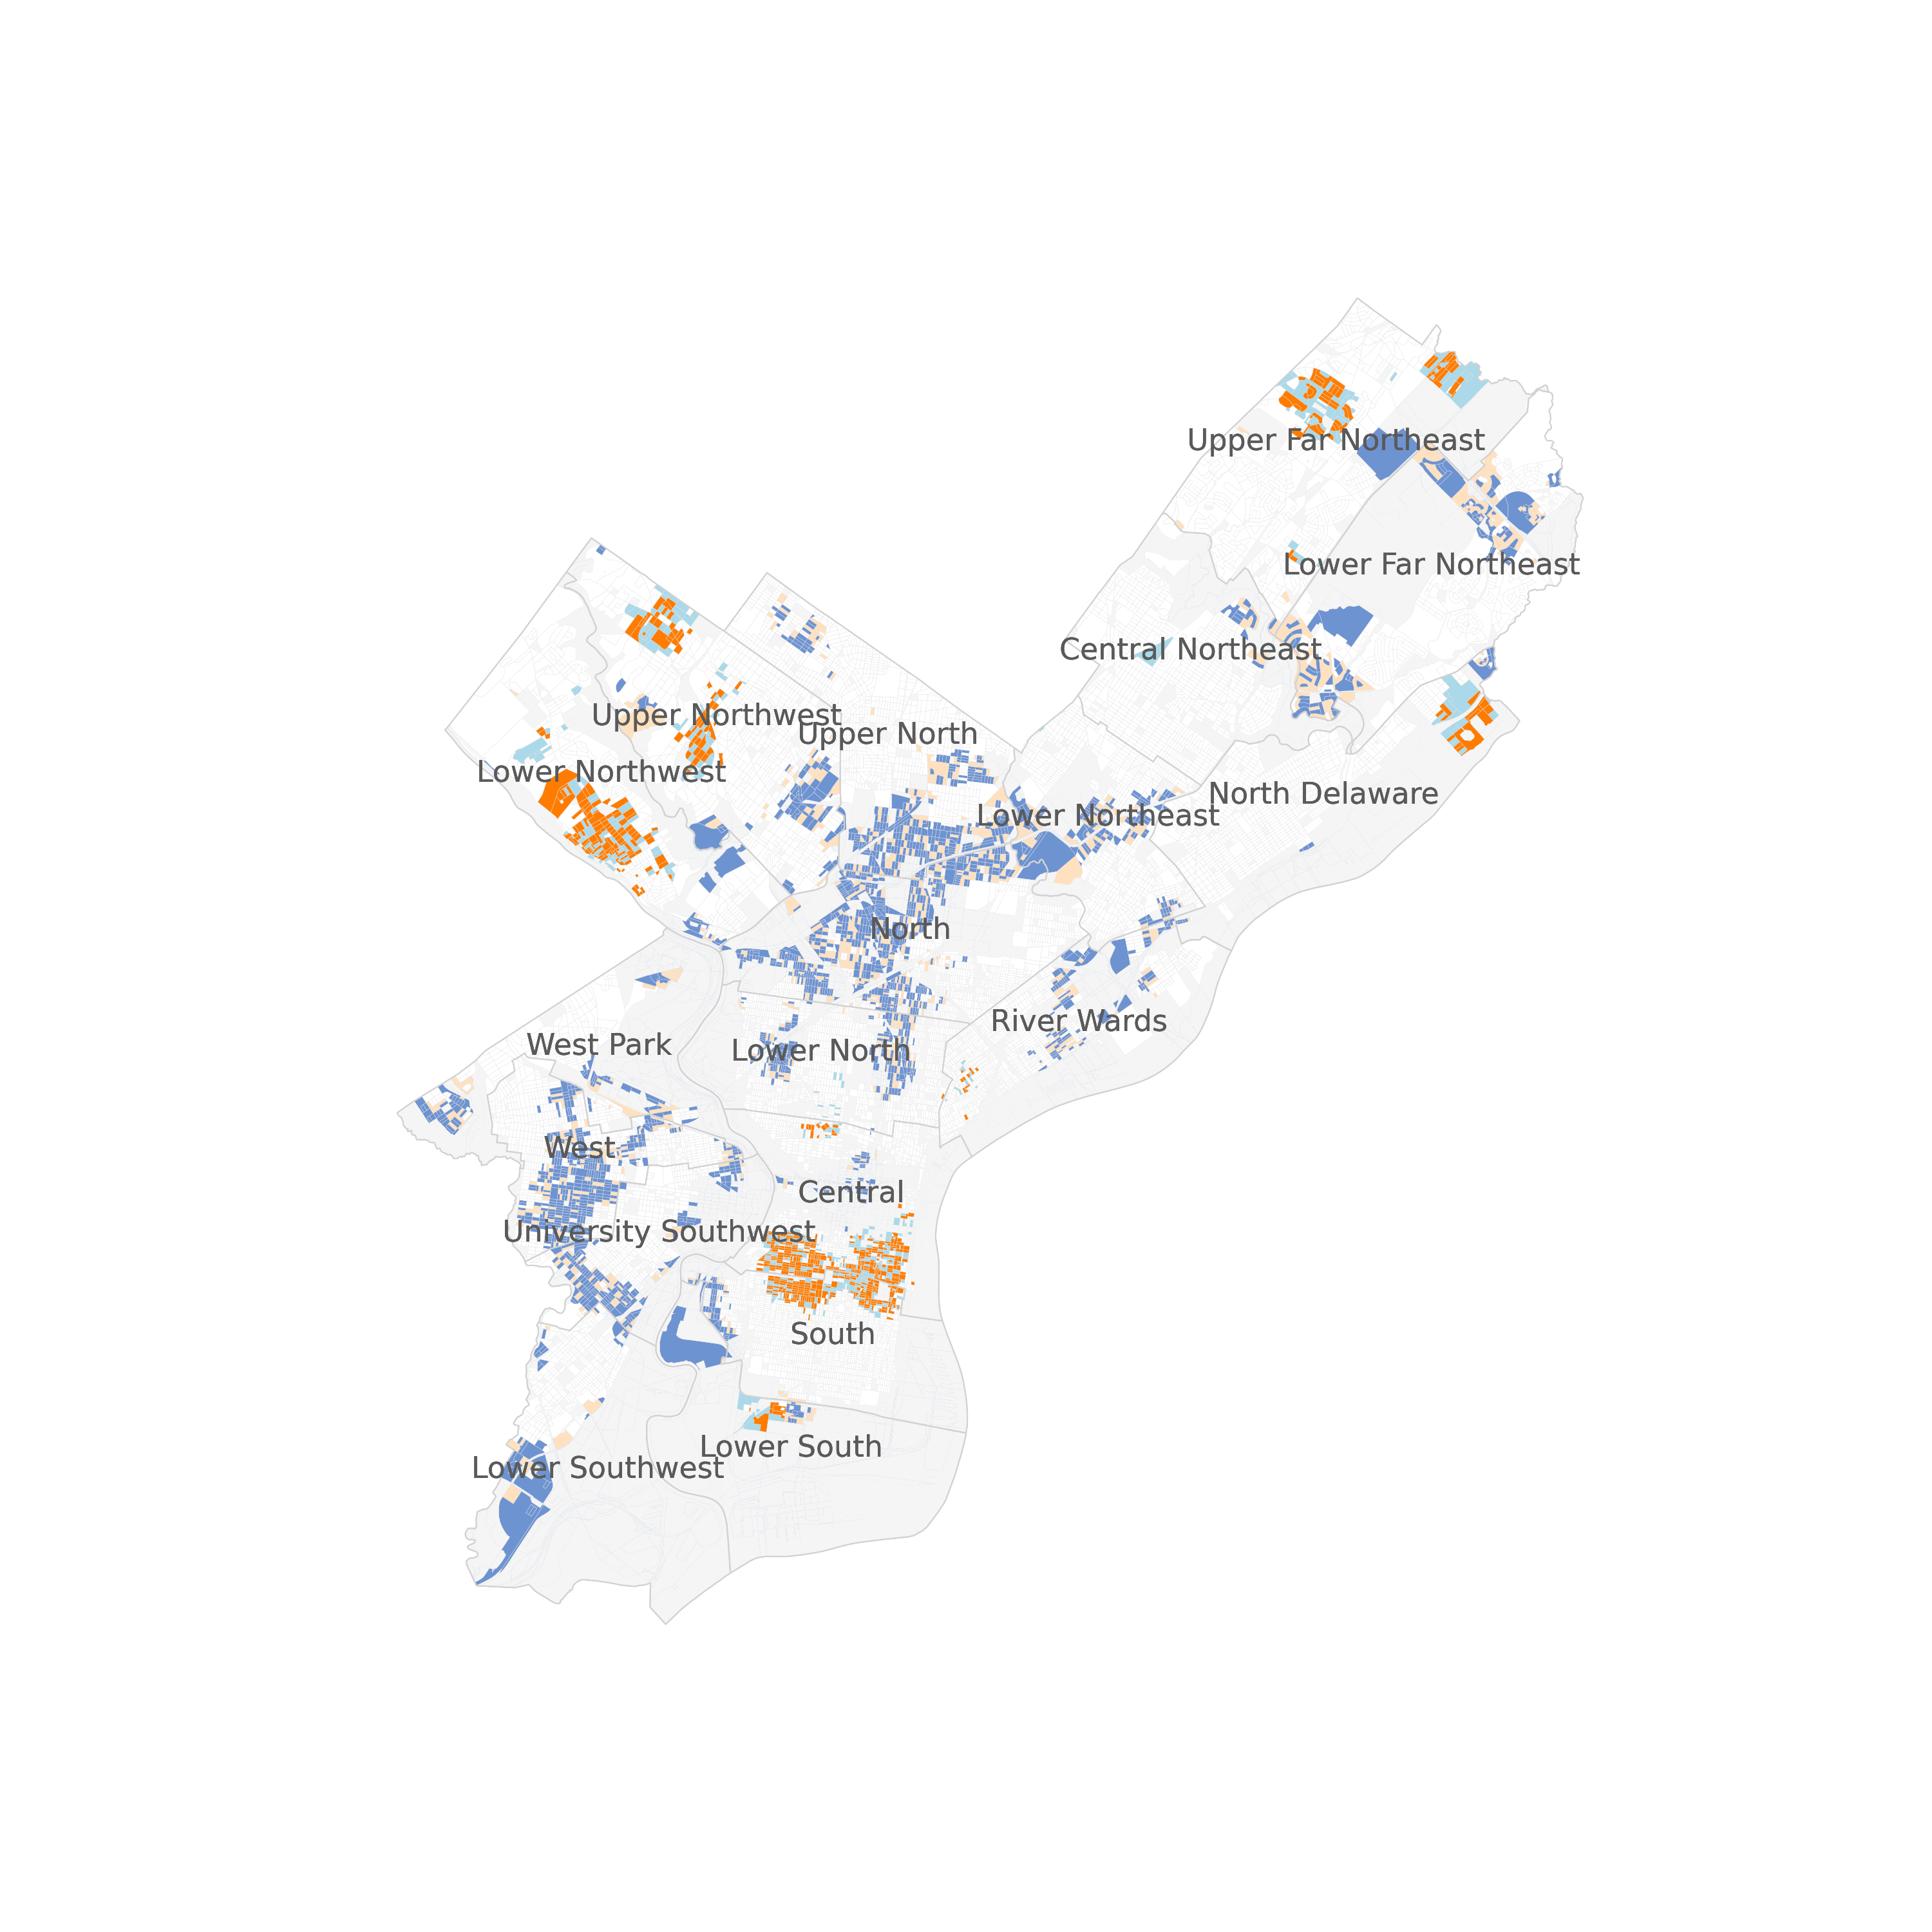 Upper Far Northeast
Lower Far Northeast
Central Northeast
Upper Northwest
Upper North
Lower Northwest
North Delaware
Lower Northeast
North
River Wards
West Park
Lower North
West
Central
University Southwest
South
Lower South
Lower Southwest